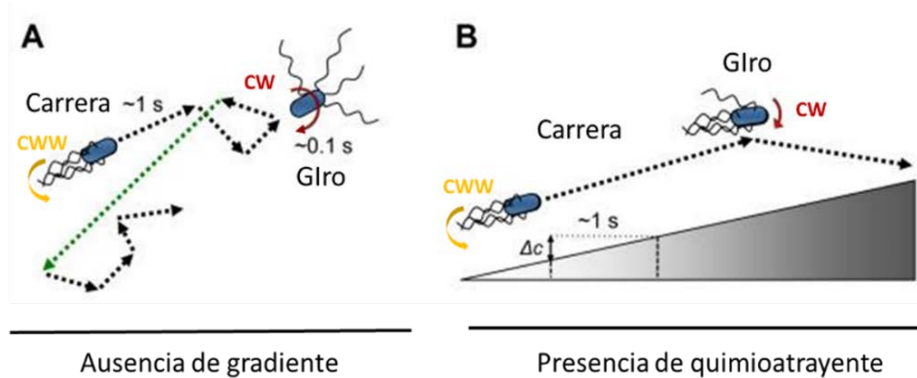 A
Carrera ~1 s
CWW
CW
~0.1 s
GIro
Ausencia de gradiente
B
GIro
CW
Carrera
CWW
~1 s
Δc
Presencia de quimioatrayente